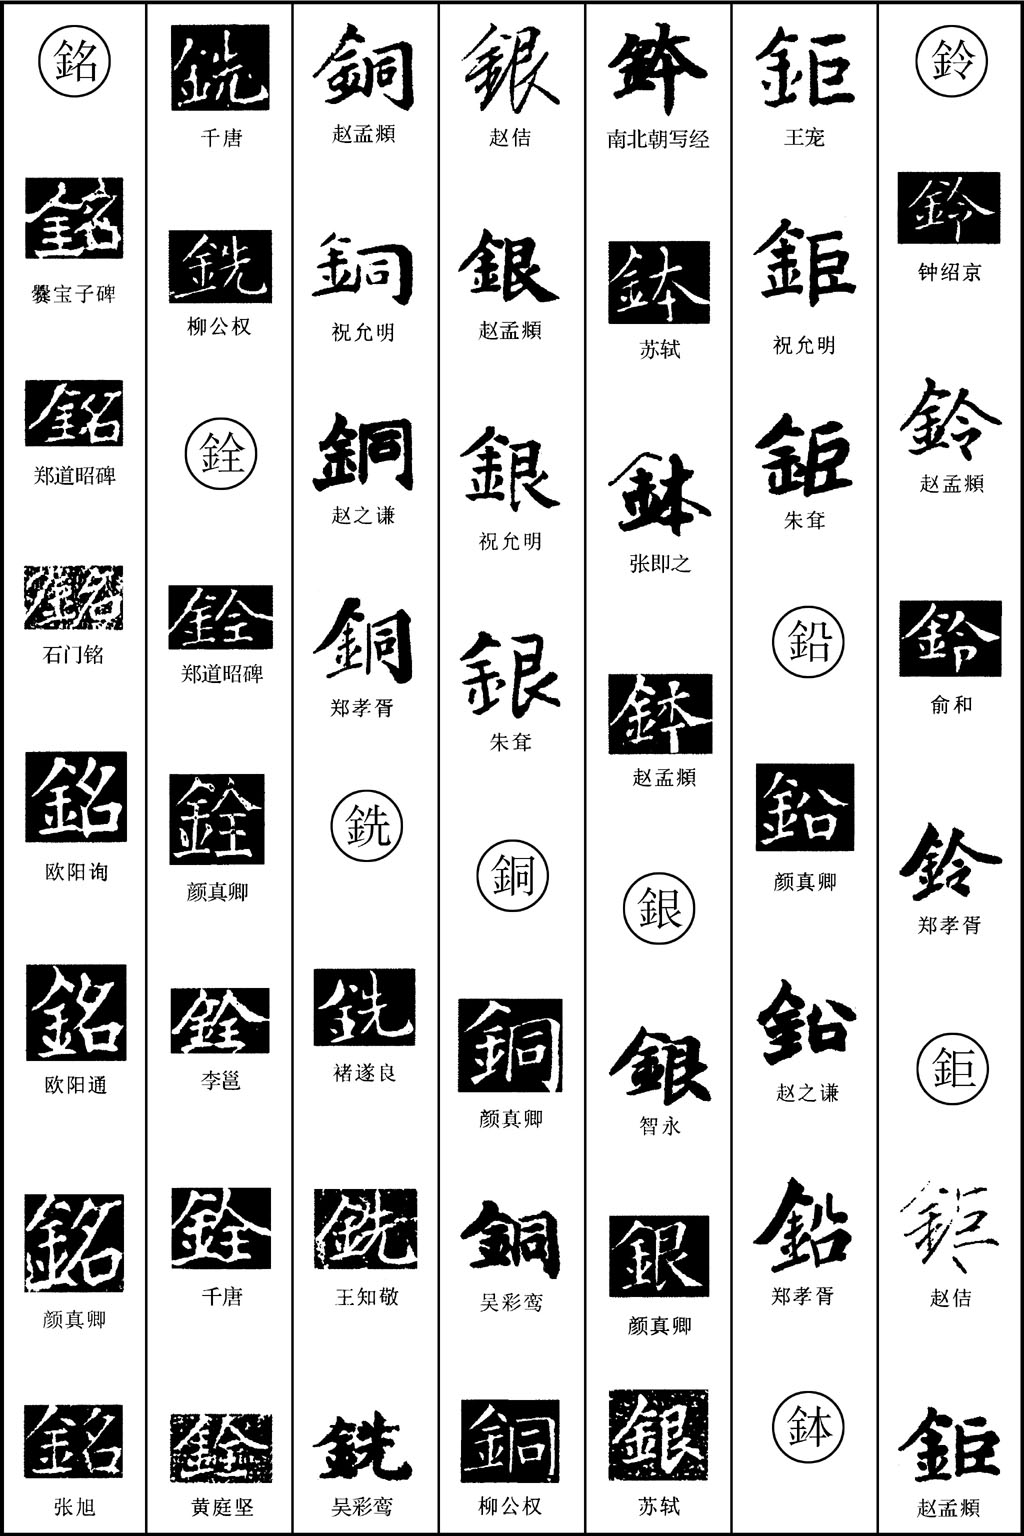 鈴
鈴
钟绍京
鈴
赵孟頫
鈴
俞和
鈴
郑孝胥
鉅
鉅
赵佶
鉅
赵孟頫
鉅
王宠
鉅
祝允明
鉅
朱耷
鉛
鉛
颜真卿
鉛
赵之谦
鉛
郑孝胥
鉢
鉢
南北朝写经
鉢
苏轼
鉢
张即之
鉢
赵孟頫
銀
銀
智永
銀
颜真卿
銀
苏轼
銀
赵佶
銀
赵孟頫
銀
祝允明
銀
朱耷
銅
銅
颜真卿
銅
吴彩鸾
銅
柳公权
銅
赵孟頫
銅
祝允明
銅
赵之谦
銅
郑孝胥
銑
銑
褚遂良
銑
王知敬
銑
吴彩鸾
銑
千唐
銑
柳公权
銓
銓
郑道昭碑
銓
颜真卿
銓
李邕
銓
千唐
銓
黄庭坚
銘
銘
爨宝子碑
銘
郑道昭碑
銘
石门铭
銘
欧阳询
銘
欧阳通
銘
颜真卿
銘
张旭